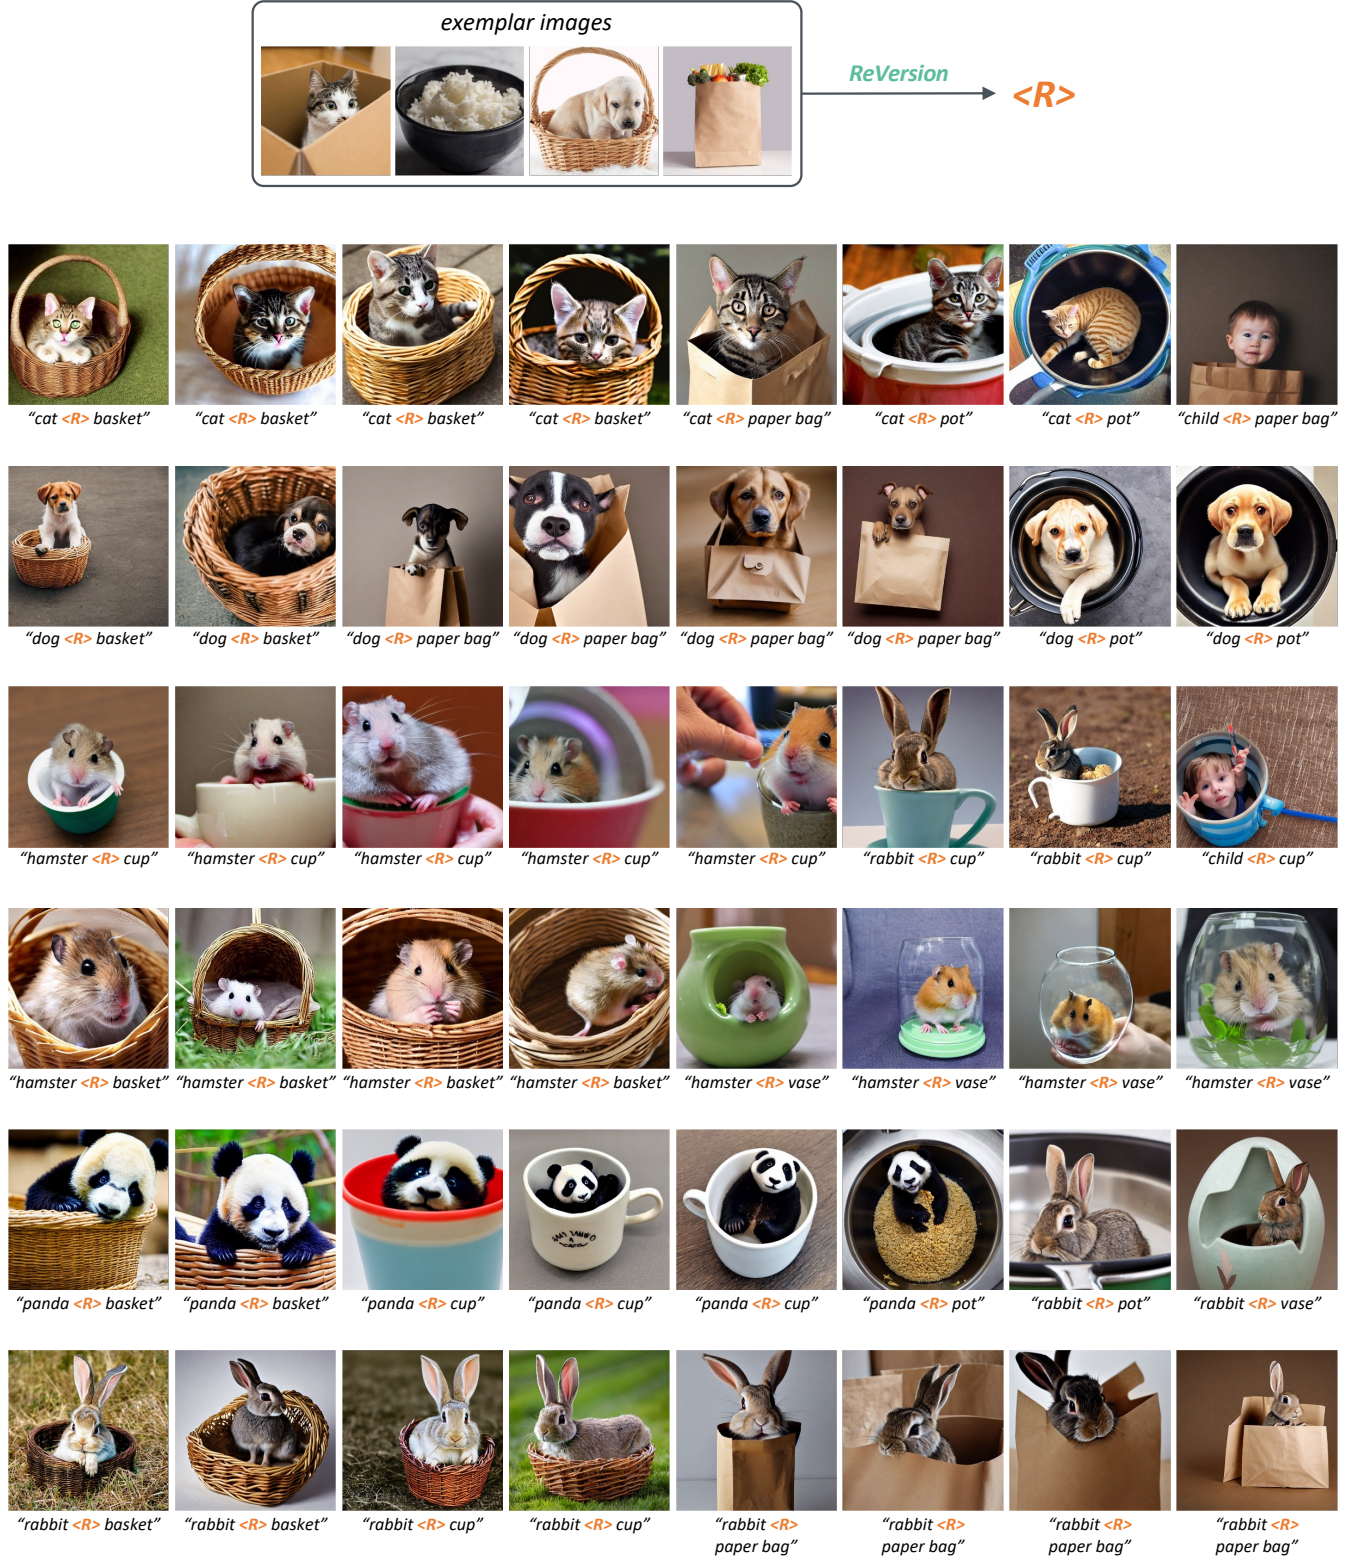 exemplar images
ReVersion
<R>
“cat <R> basket”
“cat <R> basket”
“cat <R> basket”
“cat <R> basket”
“cat <R> paper bag”
“cat <R> pot”
“cat <R> pot”
“child <R> paper bag”
“dog <R> basket”
“dog <R> basket”
“dog <R> paper bag”
“dog <R> paper bag”
“dog <R> paper bag”
“dog <R> paper bag”
“dog <R> pot”
“dog <R> pot”
“hamster <R> cup”
“hamster <R> cup”
“hamster <R> cup”
“hamster <R> cup”
“hamster <R> cup”
“rabbit <R> cup”
“rabbit <R> cup”
“child <R> cup”
“hamster <R> basket”
“hamster <R> basket”
“hamster <R> basket”
“hamster <R> basket”
“hamster <R> vase”
“hamster <R> vase”
“hamster <R> vase”
“hamster <R> vase”
“panda <R> basket”
“panda <R> basket”
“panda <R> cup”
“panda <R> cup”
“panda <R> cup”
“panda <R> pot”
“rabbit <R> pot”
“rabbit <R> vase”
“rabbit <R> basket”
“rabbit <R> basket”
“rabbit <R> cup”
“rabbit <R> cup”
“rabbit <R>
paper bag”
“rabbit <R>
paper bag”
“rabbit <R>
paper bag”
“rabbit <R>
paper bag”